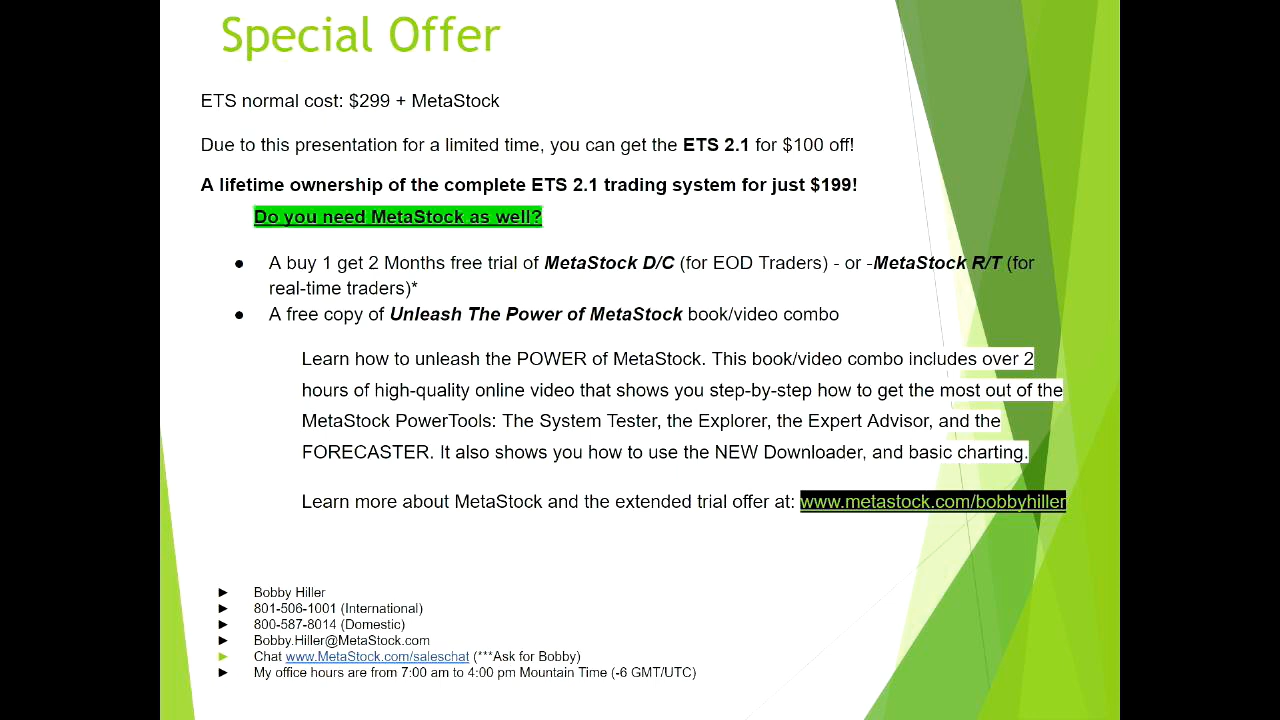 Special Offer
ETS normal cost: $299 + MetaStock
Due to this presentation for a limited time, you can get the ETS 2.1 for $100 off!
A lifetime ownership of the complete ETS 2.1 trading system for just $199!
Do you need MetaStock as well?
● A buy 1 get 2 Months free trial of MetaStock D/C (for EOD Traders) - or -MetaStock R/T (for
real-time traders)*
● A free copy of Unleash The Power of MetaStock book/video combo
Learn how to unleash the POWER of MetaStock. This book/video combo includes over 2
hours of high-quality online video that shows you step-by-step how to get the most out of the
MetaStock PowerTools: The System Tester, the Explorer, the Expert Advisor, and the
FORECASTER. It also shows you how to use the NEW Downloader, and basic charting.
Learn more about MetaStock and the extended trial offer at: www.metastock.com/bobbyhiller
► Bobby Hiller
► 801-506-1001 (International)
► 800-587-8014 (Domestic)
► Bobby.Hiller@MetaStock.com
► Chat www.MetaStock.com/saleschat (***Ask for Bobby)
► My office hours are from 7:00 am to 4:00 pm Mountain Time (-6 GMT/UTC)